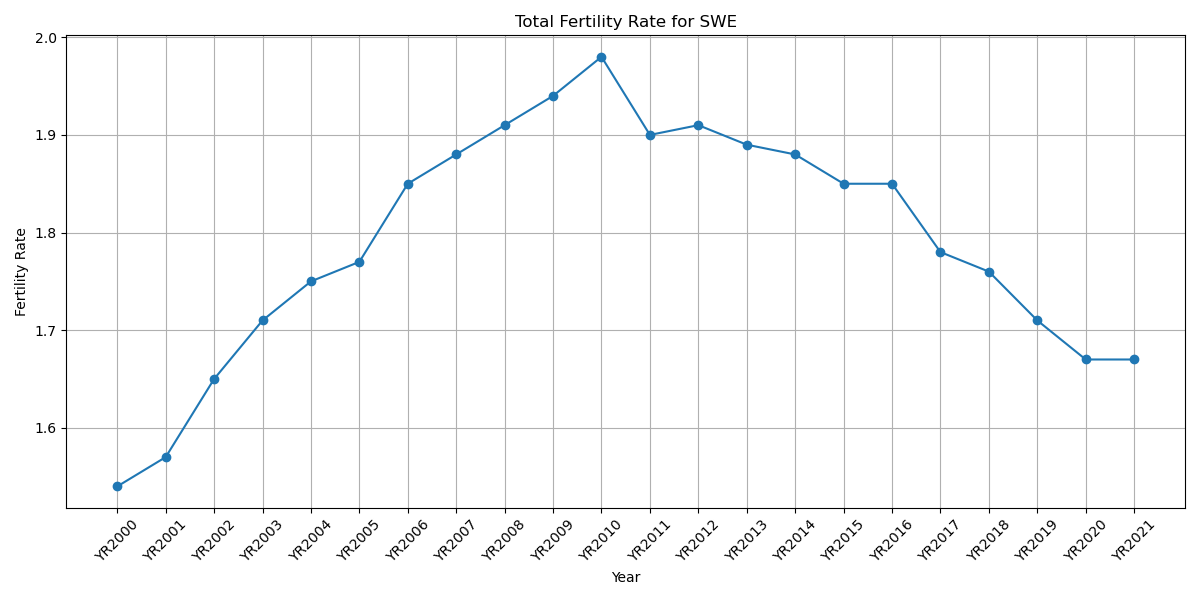 Total Fertility Rate for SWE
Fertility Rate
2.0
1.9
1.8
1.7
1.6
YR2000
YR2001
YR2002
YR2003
YR2004
YR2005
YR2006
YR2007
YR2008
YR2009
YR2010
YR2011
YR2012
YR2013
YR2014
YR2015
YR2016
YR2017
YR2018
YR2019
YR2020
YR2021
Year